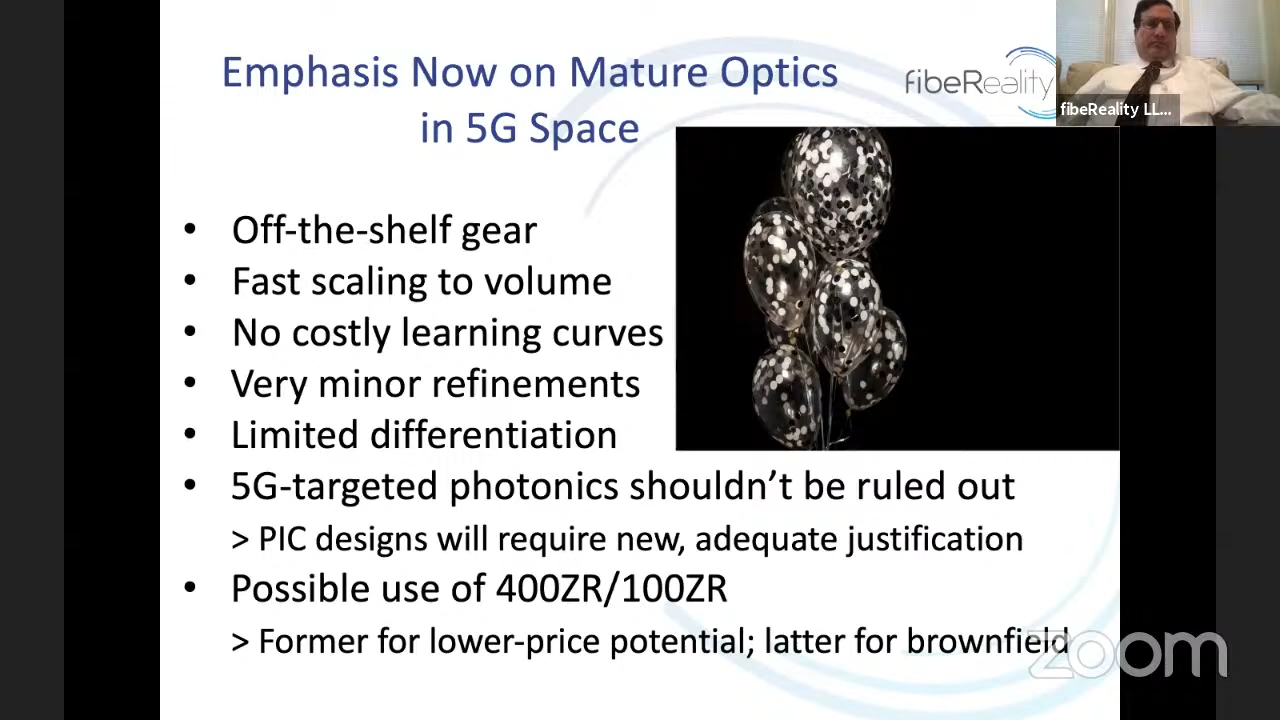 Emphasis Now on Mature Optics
in 5G Space
fibeReality
fibeReality LL...
• Off-the-shelf gear
• Fast scaling to volume
• No costly learning curves
• Very minor refinements
• Limited differentiation
• 5G-targeted photonics shouldn’t be ruled out
> PIC designs will require new, adequate justification
• Possible use of 400ZR/100ZR
> Former for lower-price potential; latter for brownfield
zoom